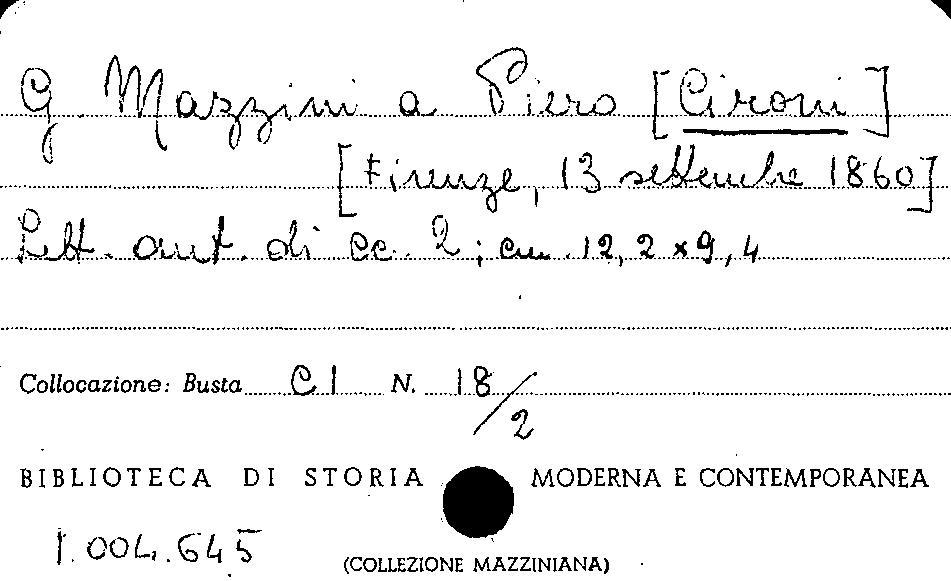 G. Mazzini a Piero [Cironi]
[Firenze, 13 settembre 1860]
Lett. aut. di cc. 2; cm. 12,2 x 9,4
Collocazione: Busta CI N. 18/2
BIBLIOTECA DI STORIA MODERNA E CONTEMPORANEA
1.004.645
(COLLEZIONE MAZZINIANA)